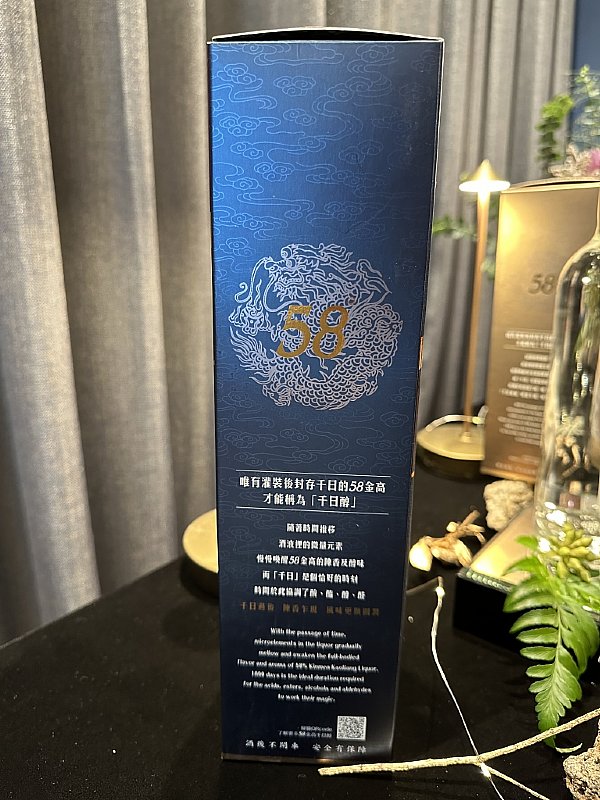 58
唯有灌裝後封存千日的58金高
才能稱為「千日醇」
隨著時間推移
酒液裡的微量元素
慢慢喚醒58金高的陳香及醇味
而「千日」是個恰好的時刻
時間於此協調了酸、酯、醇、醛
千日過後 陳香乍現 風味更顯圓潤
With the passage of time,
microelements in the liquor gradually
mellow and awaken the full-bodied
flavor and aroma of 58% Kinmen Kaoliang Liquor.
1000 days is the ideal duration required
for the acids, esters, alcohols and aldehydes
to work their magic.
酒後不開車 安全有保障
58